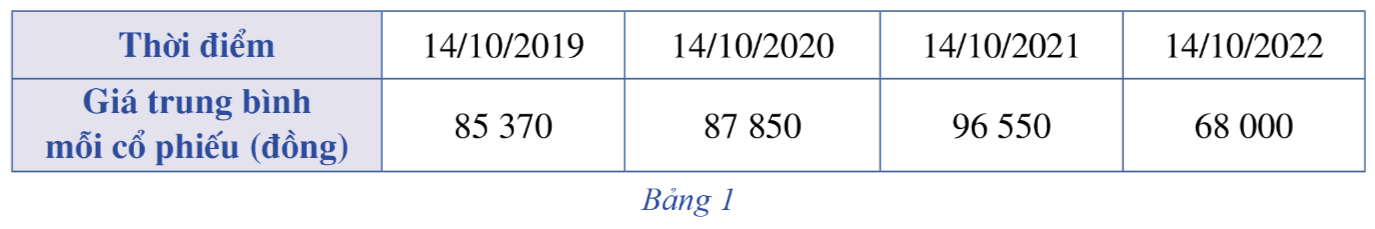 Thời điểm 14/10/2019 14/10/2020 14/10/2021 14/10/2022
Giá trung bình
mỗi cổ phiếu (đồng) 85 370 87 850 96 550 68 000
Bảng 1